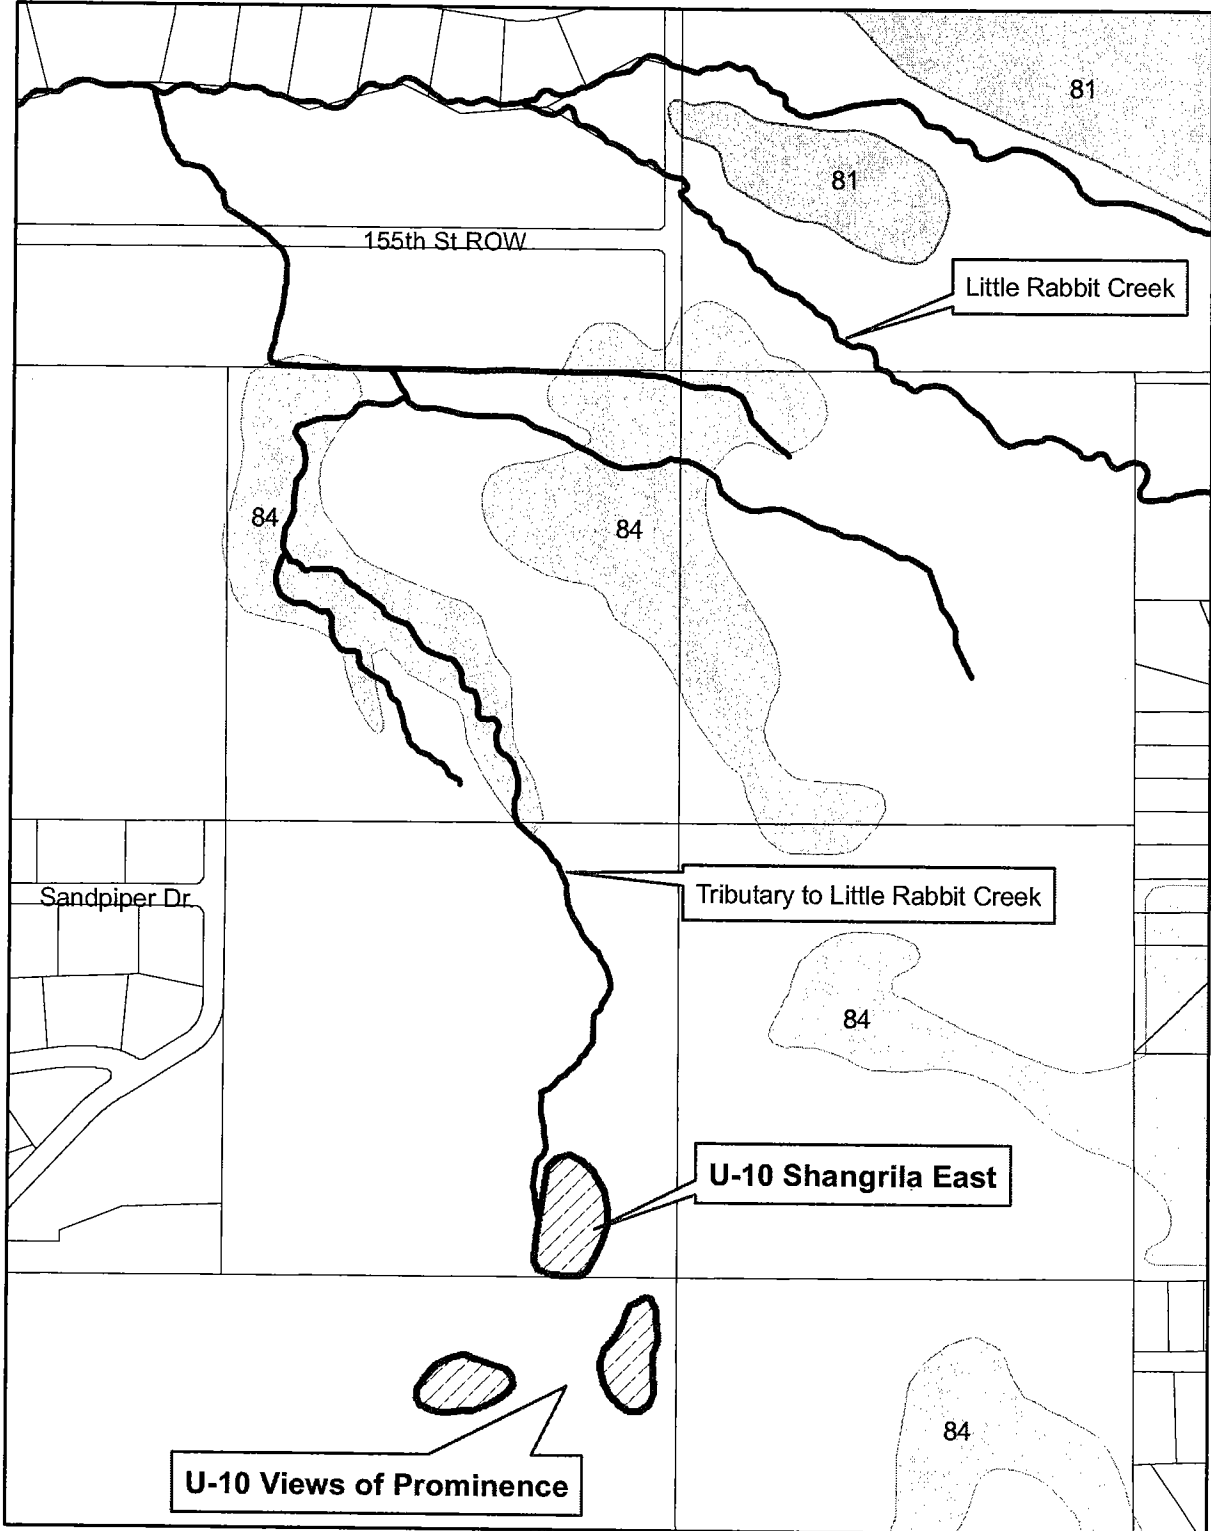 81
81
155th St ROW
Little Rabbit Creek
84
84
Sandpiper Dr
Tributary to Little Rabbit Creek
84
U-10 Shangrila East
84
U-10 Views of Prominence